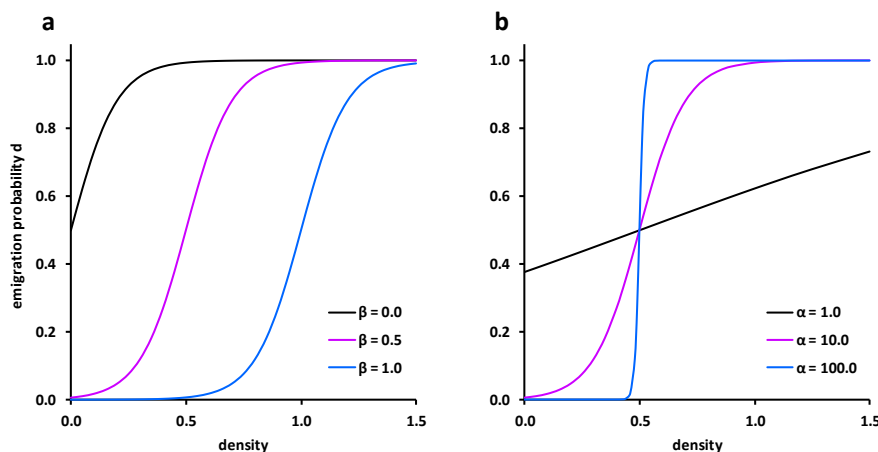 a
emigration probability d
1.0
0.8
0.6
0.4
0.2
0.0
β = 0.0
β = 0.5
β = 1.0
0.0 0.5 1.0 1.5
density
b
1.0
0.8
0.6
0.4
0.2
0.0
α = 1.0
α = 10.0
α = 100.0
0.0 0.5 1.0 1.5
density